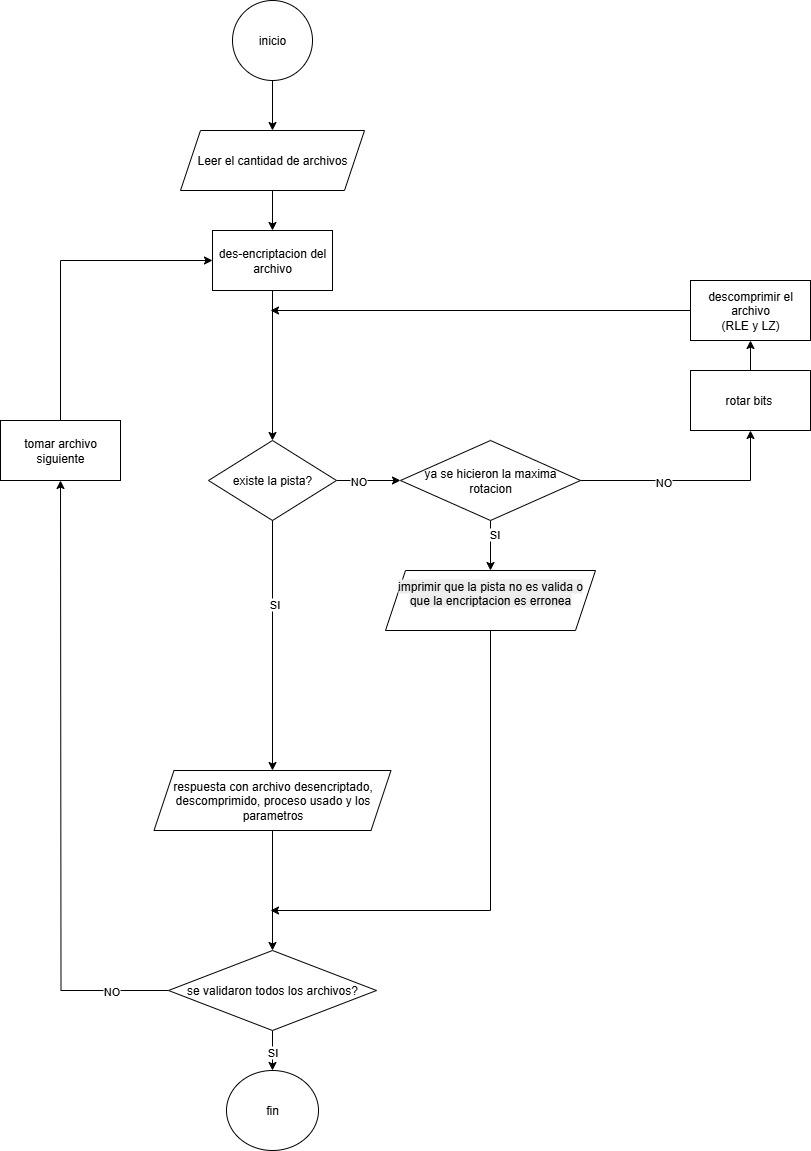 inicio
Leer el cantidad de archivos
des-encriptacion del
archivo
descomprimir el
archivo
(RLE y LZ)
rotar bits
tomar archivo
siguiente
existe la pista?
NO
ya se hicieron la maxima
rotacion
NO
SI
imprimir que la pista no es valida o
que la encriptacion es erronea
SI
respuesta con archivo desencriptado,
descomprimido, proceso usado y los
parametros
se validaron todos los archivos?
NO
SI
fin